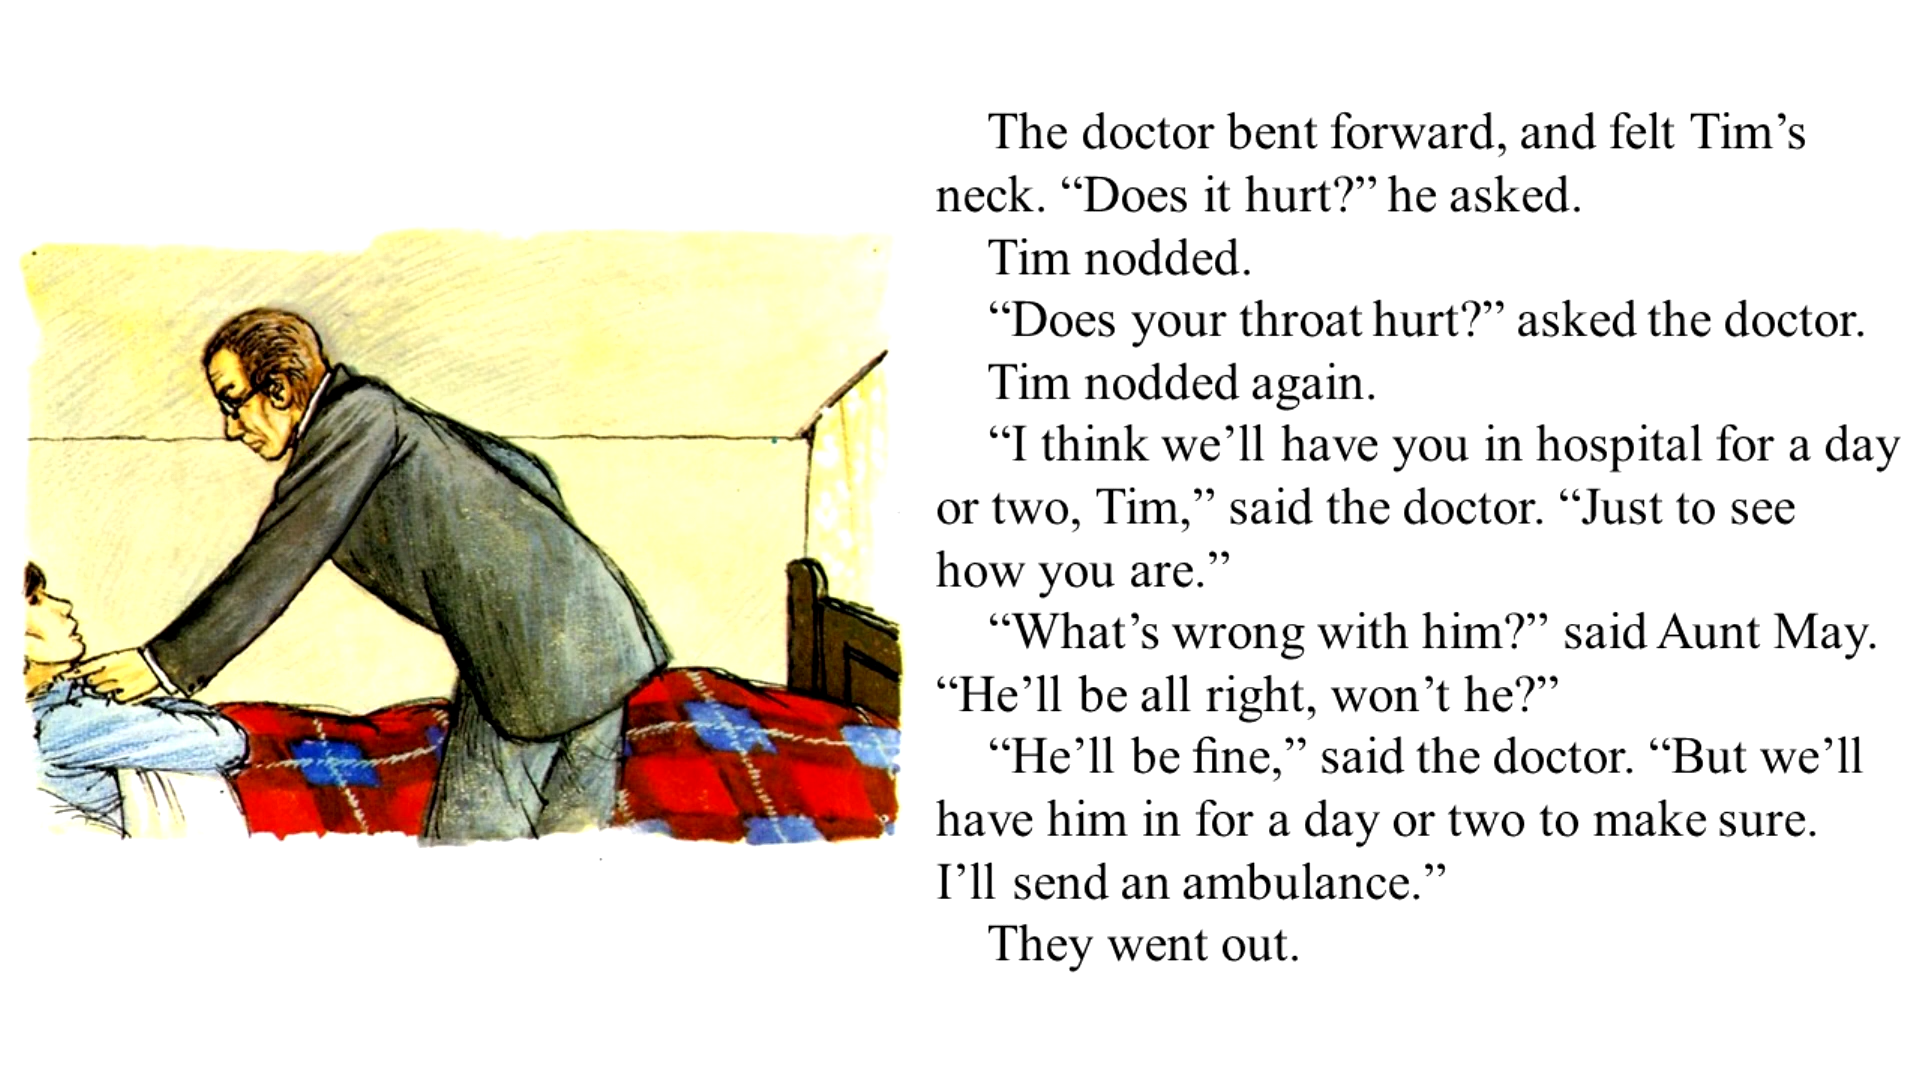 The doctor bent forward, and felt Tim’s
neck. “Does it hurt?” he asked.
Tim nodded.
“Does your throat hurt?” asked the doctor.
Tim nodded again.
“I think we’ll have you in hospital for a day
or two, Tim,” said the doctor. “Just to see
how you are.”
“What’s wrong with him?” said Aunt May.
“He’ll be all right, won’t he?”
“He’ll be fine,” said the doctor. “But we’ll
have him in for a day or two to make sure.
I’ll send an ambulance.”
They went out.